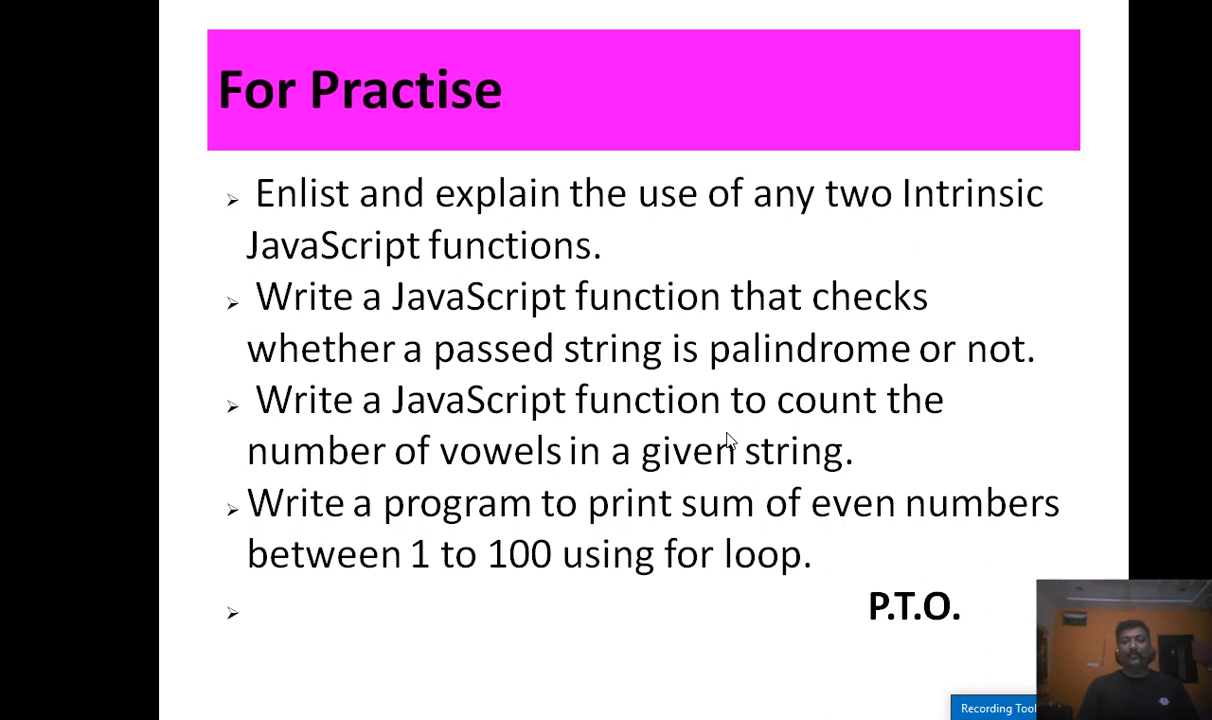 For Practise
Enlist and explain the use of any two Intrinsic
JavaScript functions.
Write a JavaScript function that checks
whether a passed string is palindrome or not.
Write a JavaScript function to count the
number of vowels in a given string.
Write a program to print sum of even numbers
between 1 to 100 using for loop.
P.T.O.
Recording Tool